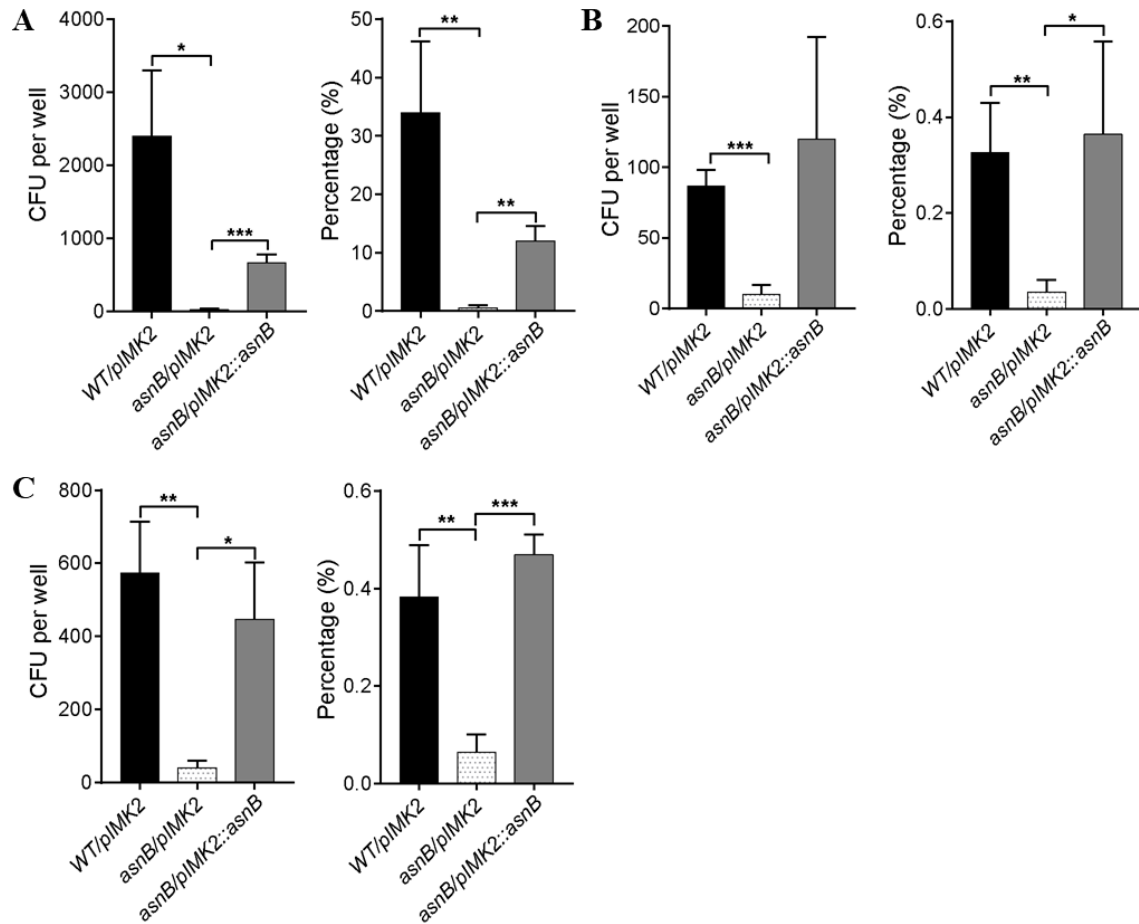 A
CFU per well
4000
3000
2000
1000
0
*
***
WT/pIMK2
asnB/pIMK2
asnB/pIMK2::asnB
Percentage (%)
50
40
30
20
10
0
**
**
WT/pIMK2
asnB/pIMK2
asnB/pIMK2::asnB
B
CFU per well
200
150
100
50
0
***
WT/pIMK2
asnB/pIMK2
asnB/pIMK2::asnB
Percentage (%)
0.6
0.4
0.2
0.0
**
*
WT/pIMK2
asnB/pIMK2
asnB/pIMK2::asnB
C
CFU per well
800
600
400
200
0
**
*
WT/pIMK2
asnB/pIMK2
asnB/pIMK2::asnB
Percentage (%)
0.6
0.4
0.2
0.0
**
***
WT/pIMK2
asnB/pIMK2
asnB/pIMK2::asnB